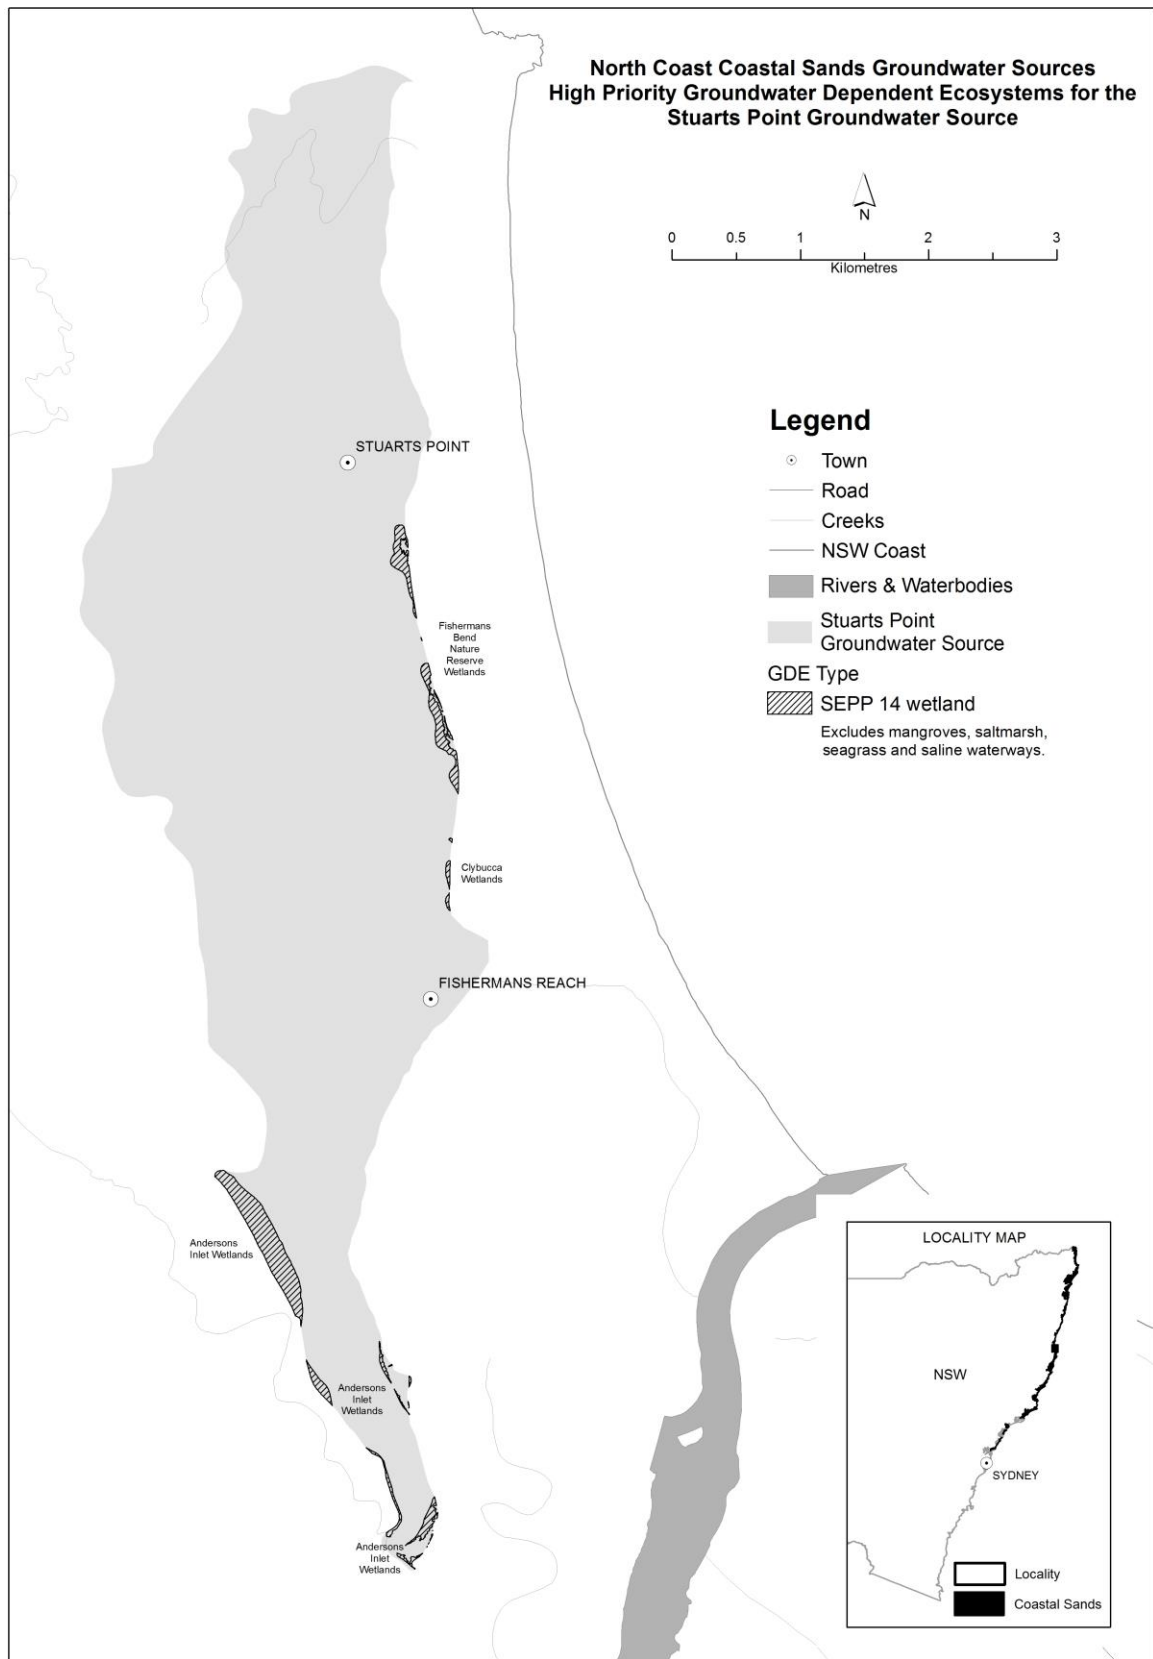 North Coast Coastal Sands Groundwater Sources
High Priority Groundwater Dependent Ecosystems for the
Stuarts Point Groundwater Source
N
0 0.5 1 2 3
Kilometres
Legend
Town
Road
Creeks
NSW Coast
Rivers & Waterbodies
Stuarts Point
Groundwater Source
GDE Type
SEPP 14 wetland
Excludes mangroves, saltmarsh,
seagrass and saline waterways.
STUARTS POINT
Fishermans
Bend
Nature
Reserve
Wetlands
Clybucca
Wetlands
FISHERMANS REACH
Andersons
Inlet Wetlands
Andersons
Inlet
Wetlands
Andersons
Inlet
Wetlands
LOCALITY MAP
NSW
SYDNEY
Locality
Coastal Sands